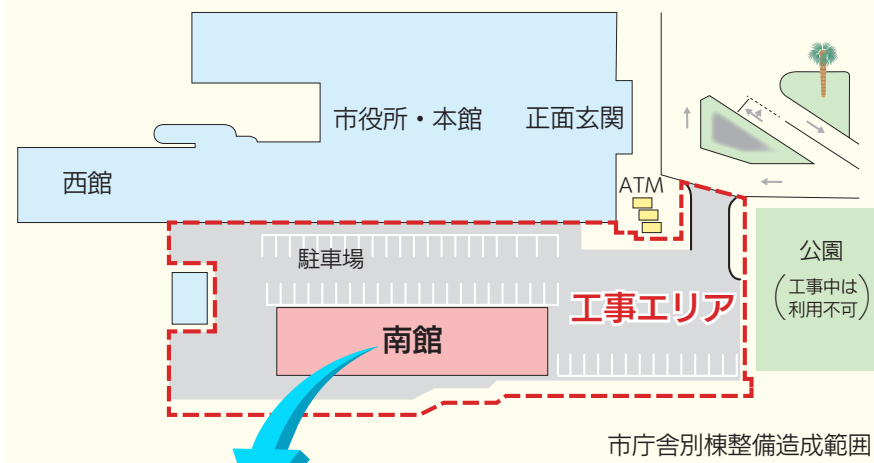 市役所・本館
正面玄関
西館
ATM
駐車場
公園
(工事中は
利用不可)
工事エリア
南館
市庁舎別棟整備造成範囲